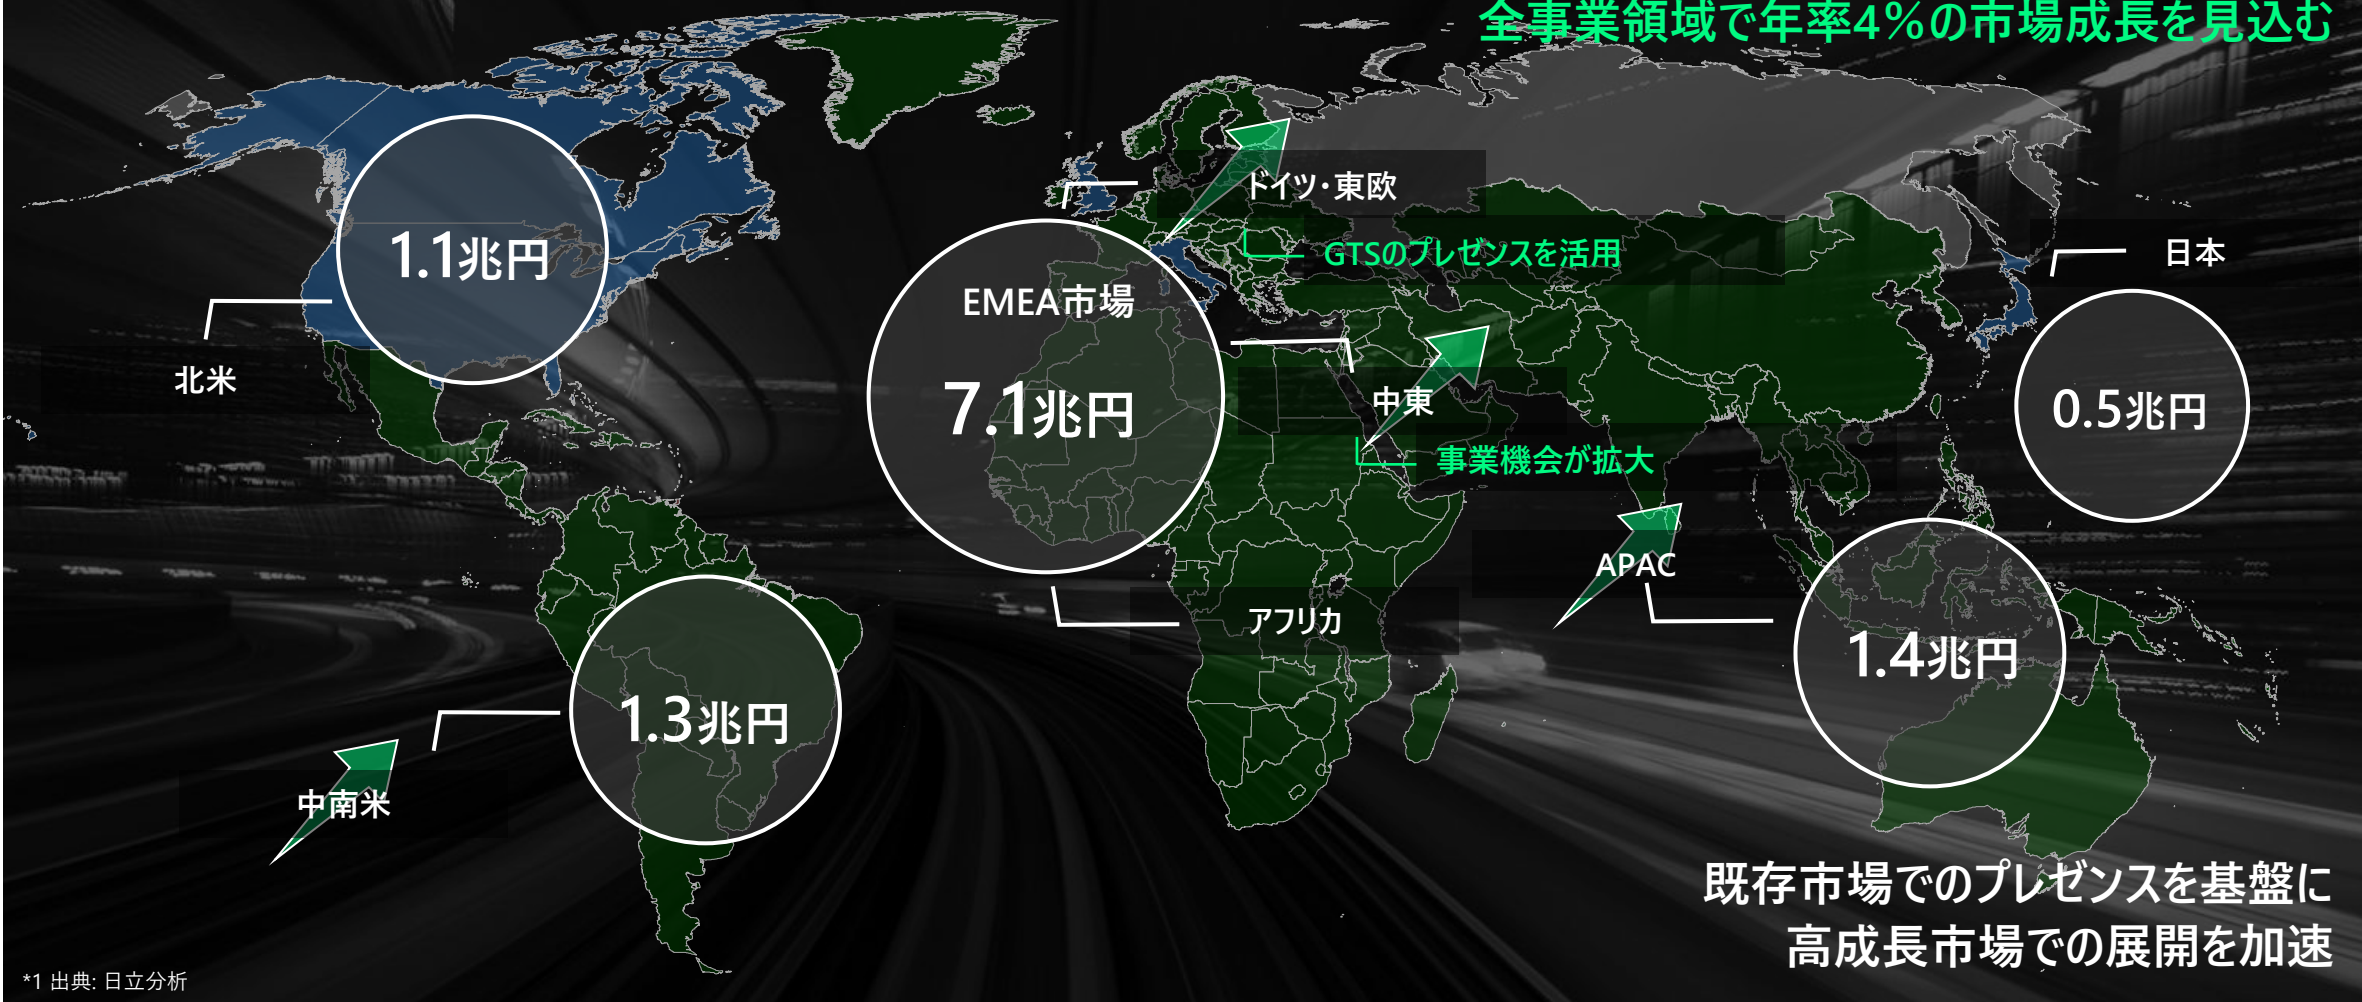 全事業領域で年率4%の市場成長を見込む
ドイツ・東欧
GTSのプレゼンスを活用
日本
1.1兆円
EMEA市場
北米
7.1兆円
中東
0.5兆円
事業機会が拡大
APAC
アフリカ
1.4兆円
1.3兆円
中南米
既存市場でのプレゼンスを基盤に
高成長市場での展開を加速
*1 出典: 日立分析